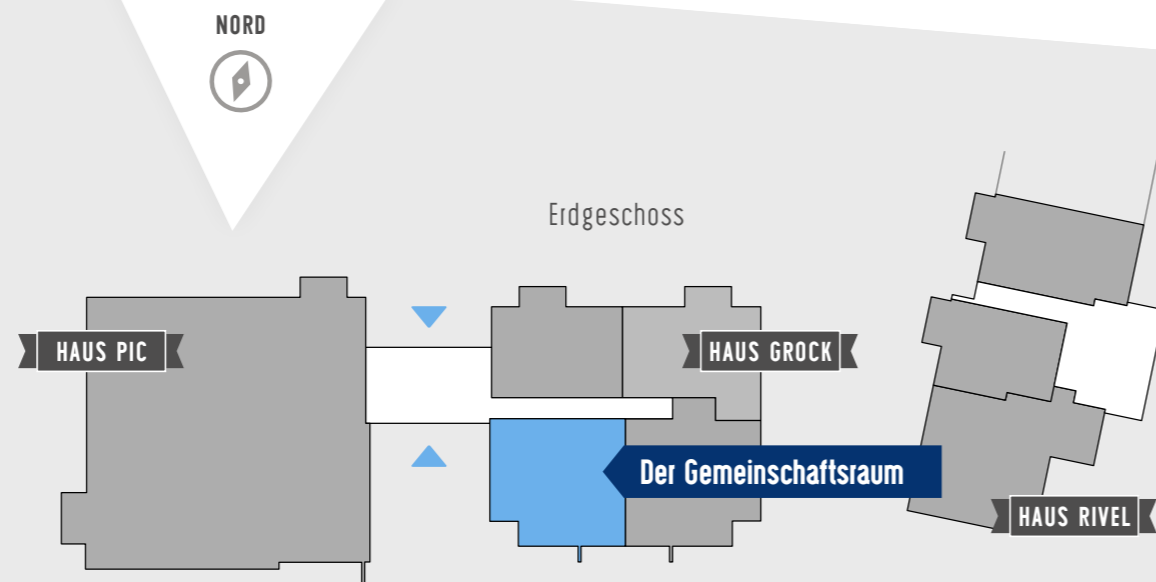 NORD
Erdgeschoss
HAUS PIC
HAUS GROCK
Der Gemeinschaftsraum
HAUS RIVEL